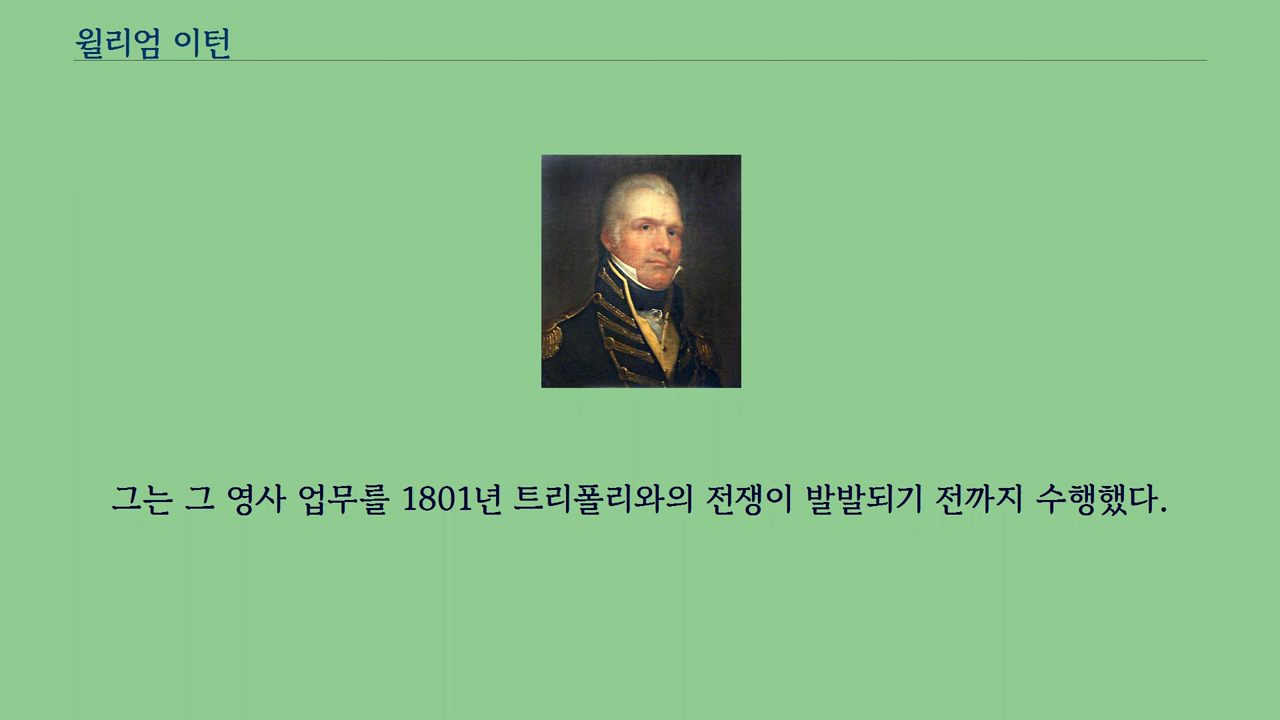 윌리엄 이턴
그는 그 영사 업무를 1801년 트리폴리와의 전쟁이 발발되기 전까지 수행했다.